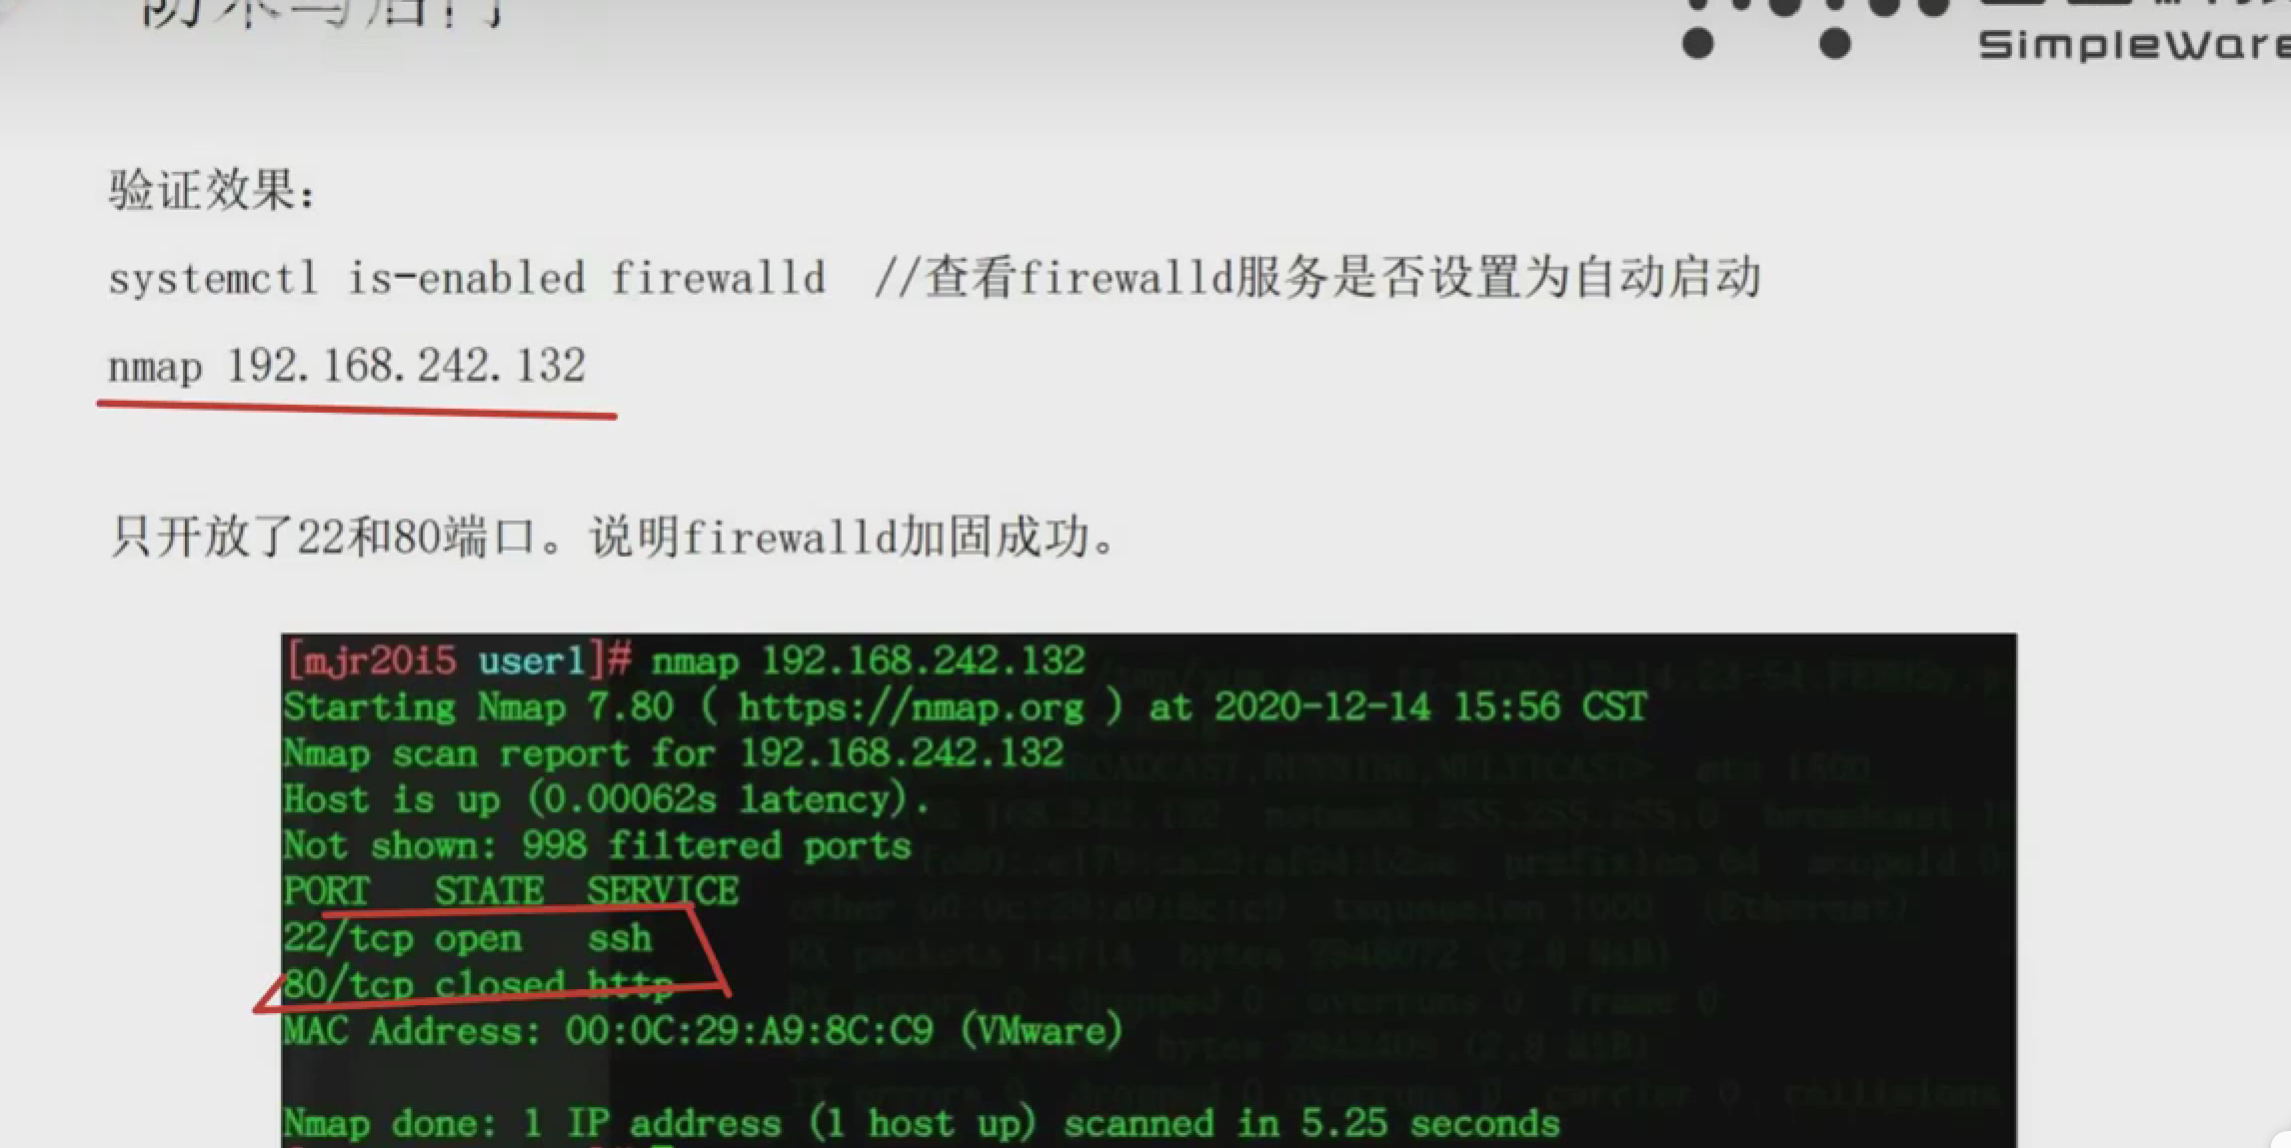 SimpleWare
验证效果：
systemctl is-enabled firewalld //查看firewalld服务是否设置为自动启动
nmap 192.168.242.132
只开放了22和80端口。说明firewalld加固成功。
[mjr20i5 user1]# nmap 192.168.242.132
Starting Nmap 7.80 ( https://nmap.org ) at 2020-12-14 15:56 CST
Nmap scan report for 192.168.242.132
Host is up (0.00062s latency).
Not shown: 998 filtered ports
PORT STATE SERVICE
22/tcp open ssh
80/tcp closed http
MAC Address: 00:0C:29:A9:8C:C9 (VMware)
Nmap done: 1 IP address (1 host up) scanned in 5.25 seconds